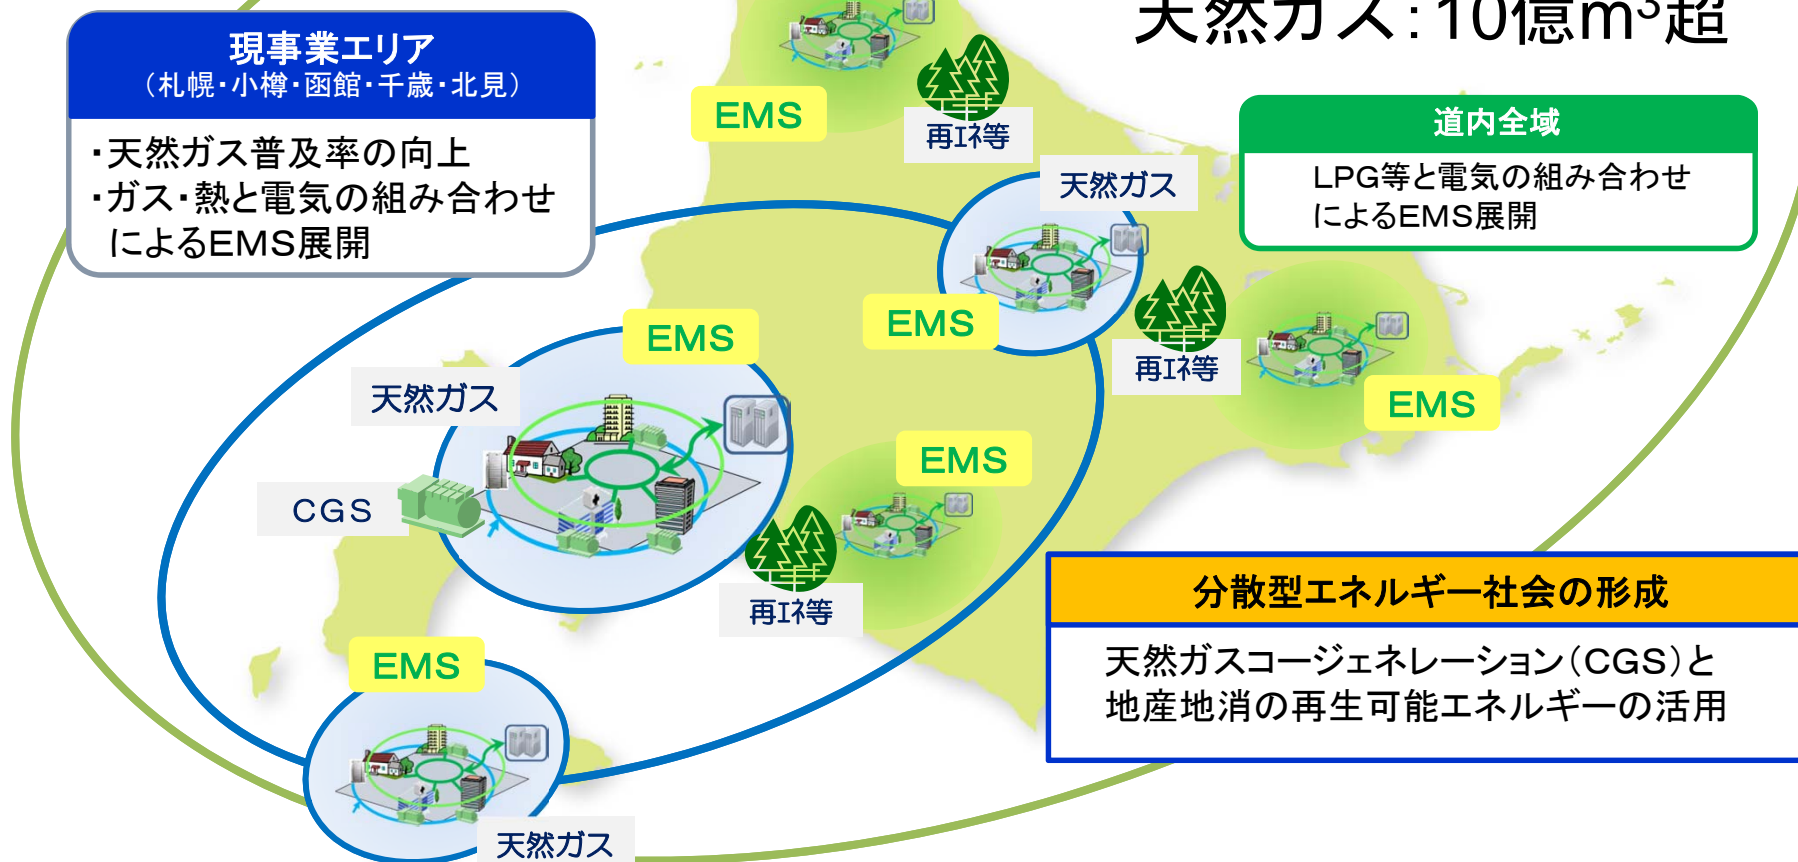 天然ガス：10億m³超
現事業エリア
（札幌・小樽・函館・千歳・北見）
・天然ガス普及率の向上
・ガス・熱と電気の組み合わせ
によるEMS展開
EMS
再エネ等
道内全域
LPG等と電気の組み合わせ
によるEMS展開
天然ガス
EMS
EMS
再エネ等
EMS
天然ガス
EMS
CGS
再エネ等
分散型エネルギー社会の形成
天然ガスコージェネレーション（CGS）と
地産地消の再生可能エネルギーの活用
EMS
天然ガス